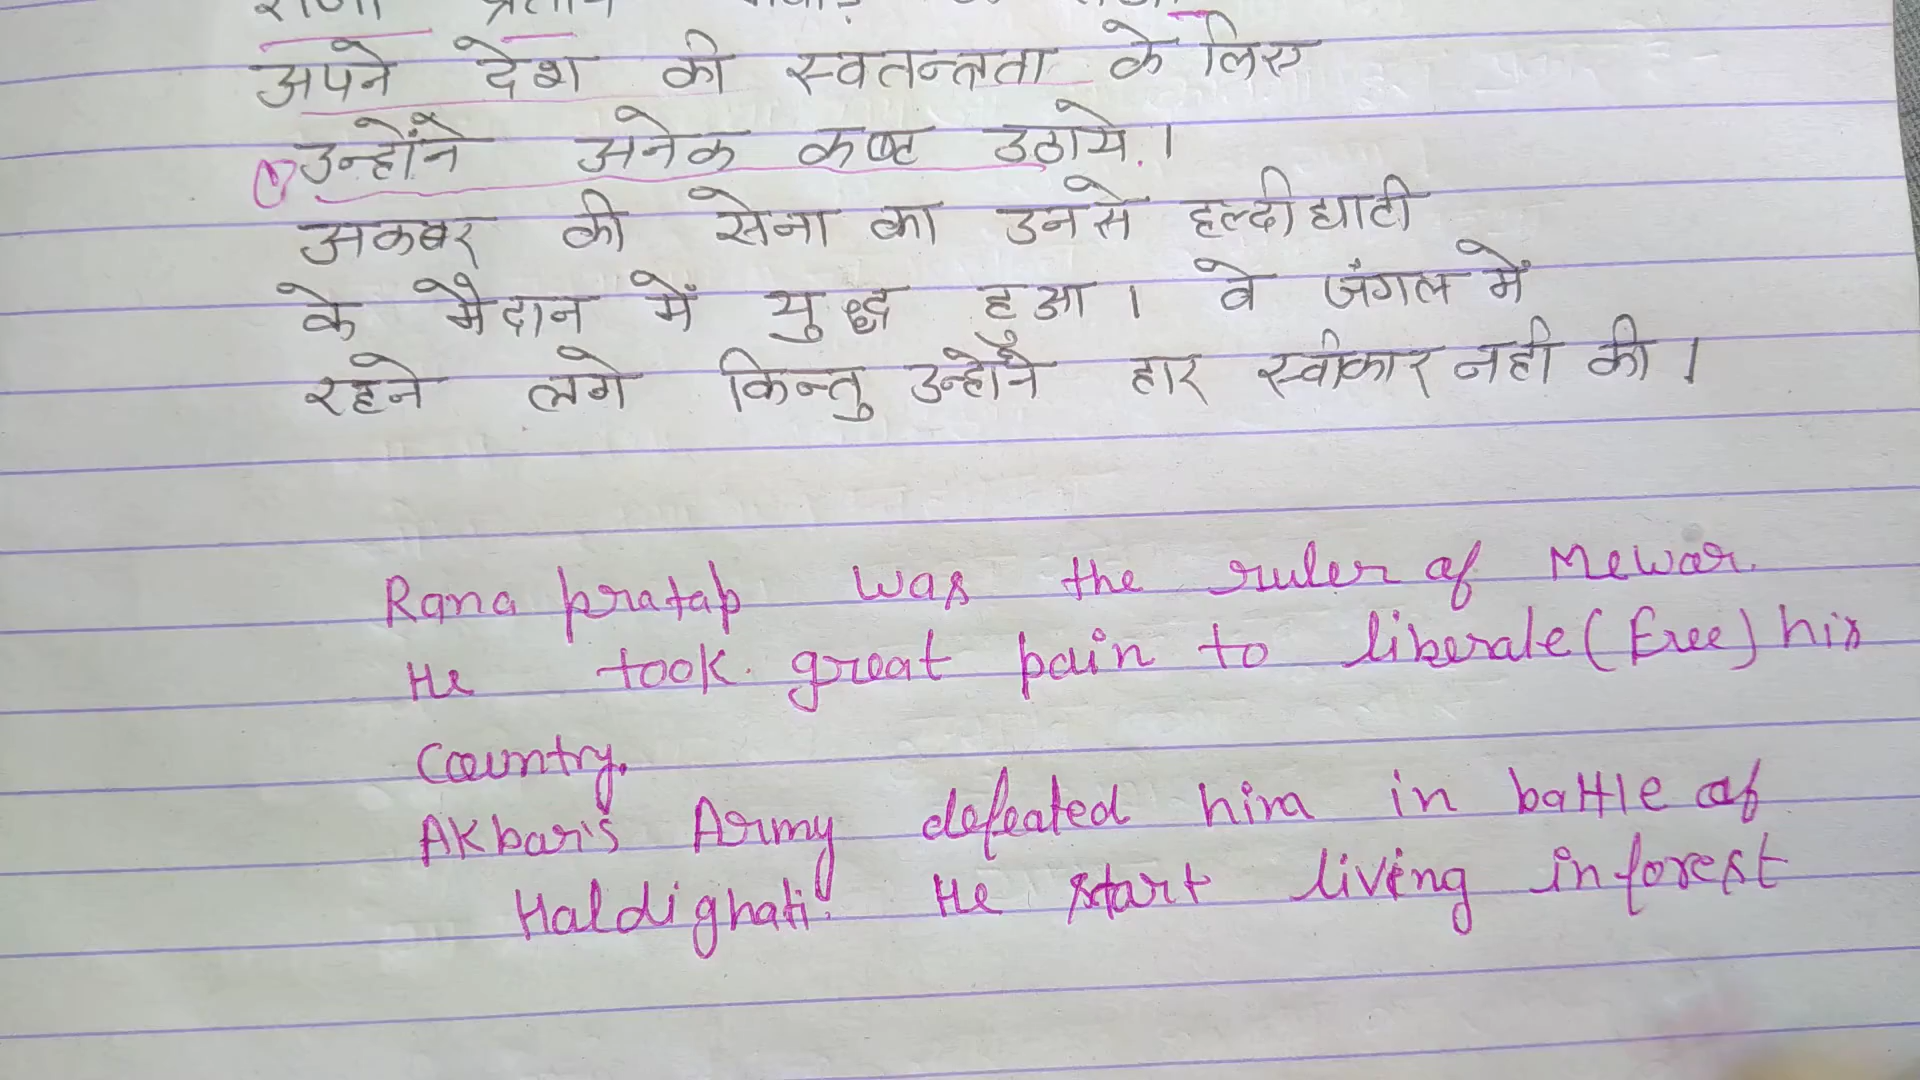 राणा प्रताप
अपने देश की स्वतन्त्रता के लिए
उन्होंने अनेक कष्ट उठाये।
अकबर की सेना का उनसे हल्दीघाटी
के मैदान में युद्ध हुआ। वे जंगल में
रहने लगे किन्तु उन्होंने हार स्वीकार नही की।
Rana pratap was the ruler of Mewar.
He took great pain to liberate (free) his
Country.
Akbar's Army defeated him in battle of
Haldighati. He start living in forest